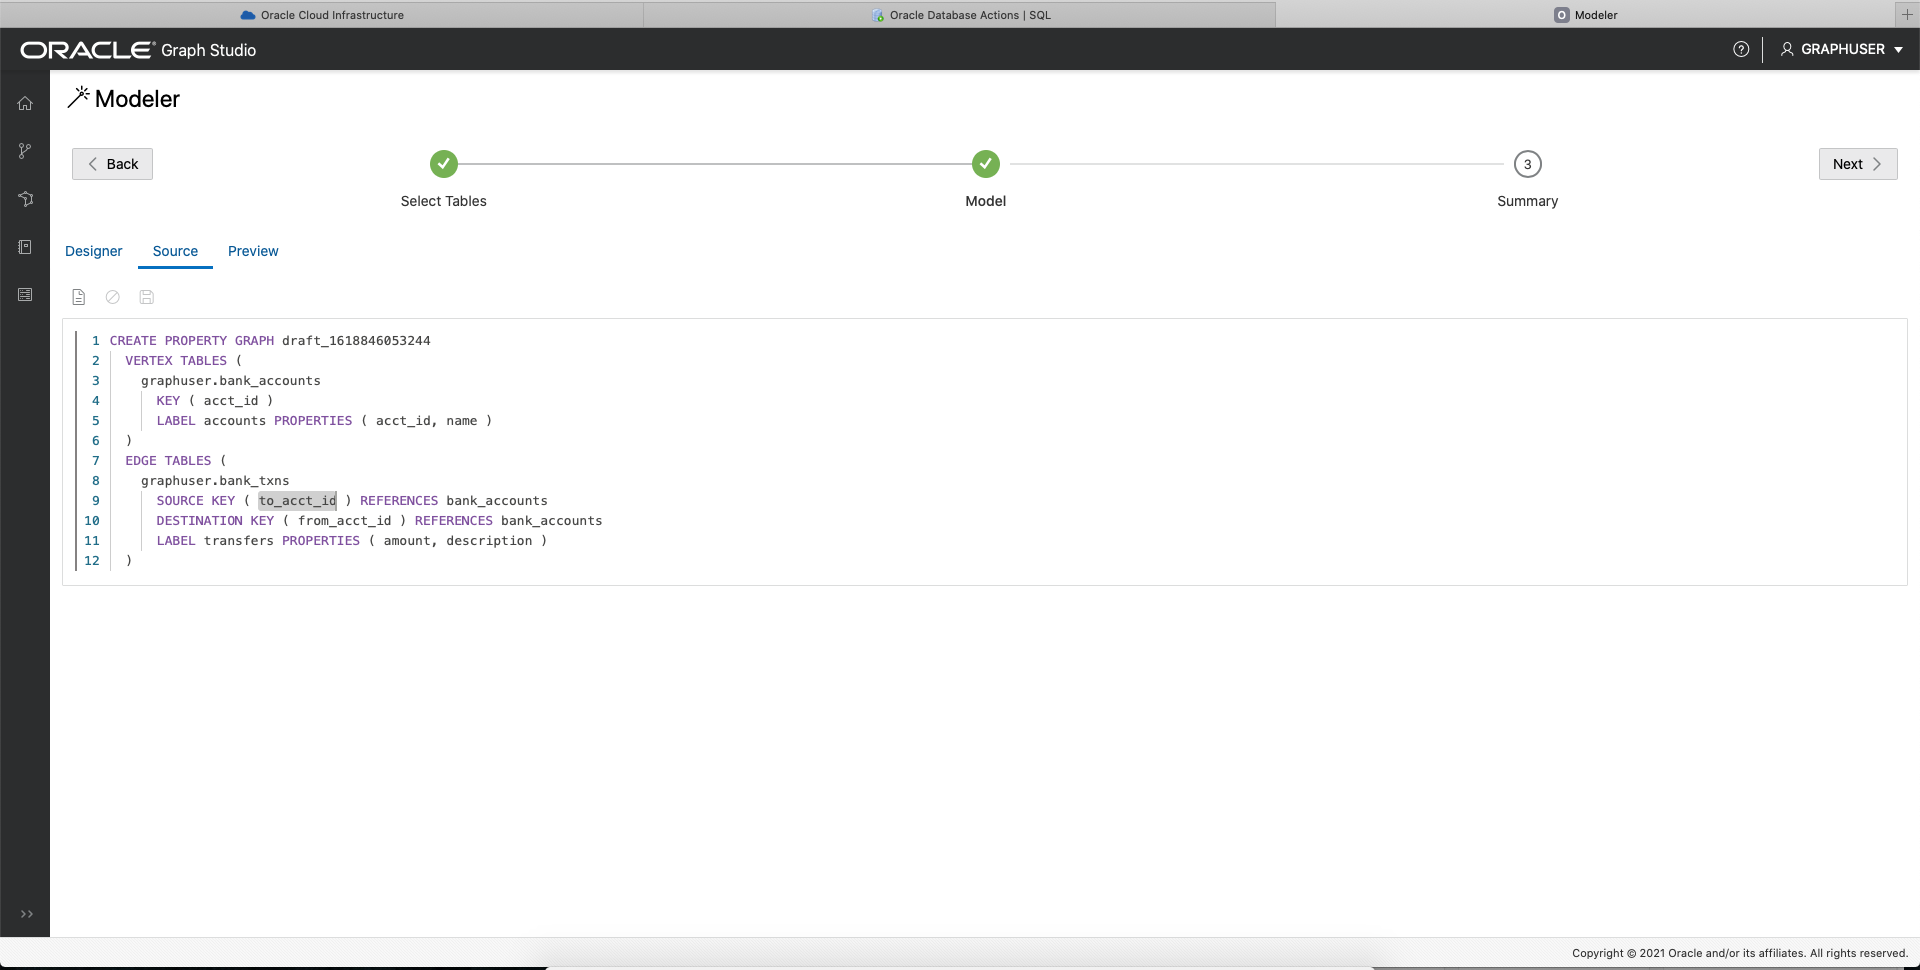 Oracle Cloud Infrastructure
Oracle Database Actions | SQL
O Modeler
ORACLE® Graph Studio
? GRAPHUSER
Modeler
Back
Next
3
Select Tables
Model
Summary
Designer Source Preview
1 CREATE PROPERTY GRAPH draft_1618846053244
2 VERTEX TABLES (
3 graphuser.bank_accounts
4 KEY ( acct_id )
5 LABEL accounts PROPERTIES ( acct_id, name )
6 )
7 EDGE TABLES (
8 graphuser.bank_txns
9 SOURCE KEY ( to_acct_id ) REFERENCES bank_accounts
10 DESTINATION KEY ( from_acct_id ) REFERENCES bank_accounts
11 LABEL transfers PROPERTIES ( amount, description )
12 )
Copyright © 2021 Oracle and/or its affiliates. All rights reserved.